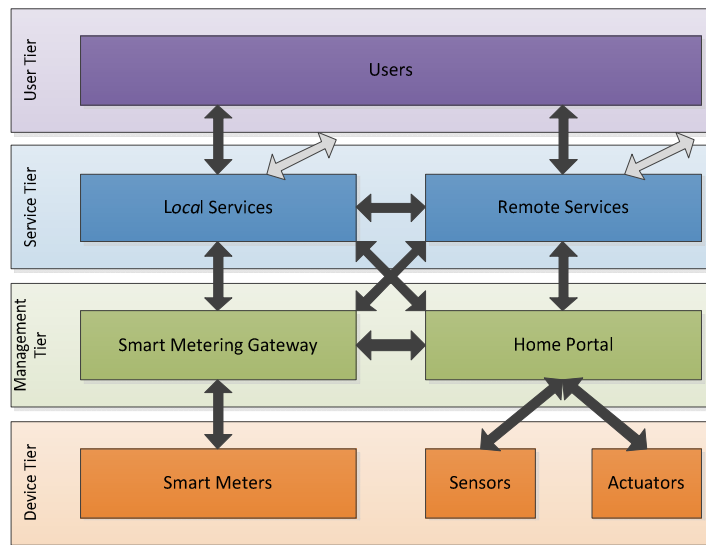 User Tier
Users
Service Tier
Local Services
Remote Services
Management
Tier
Smart Metering Gateway
Home Portal
Device Tier
Smart Meters
Sensors
Actuators